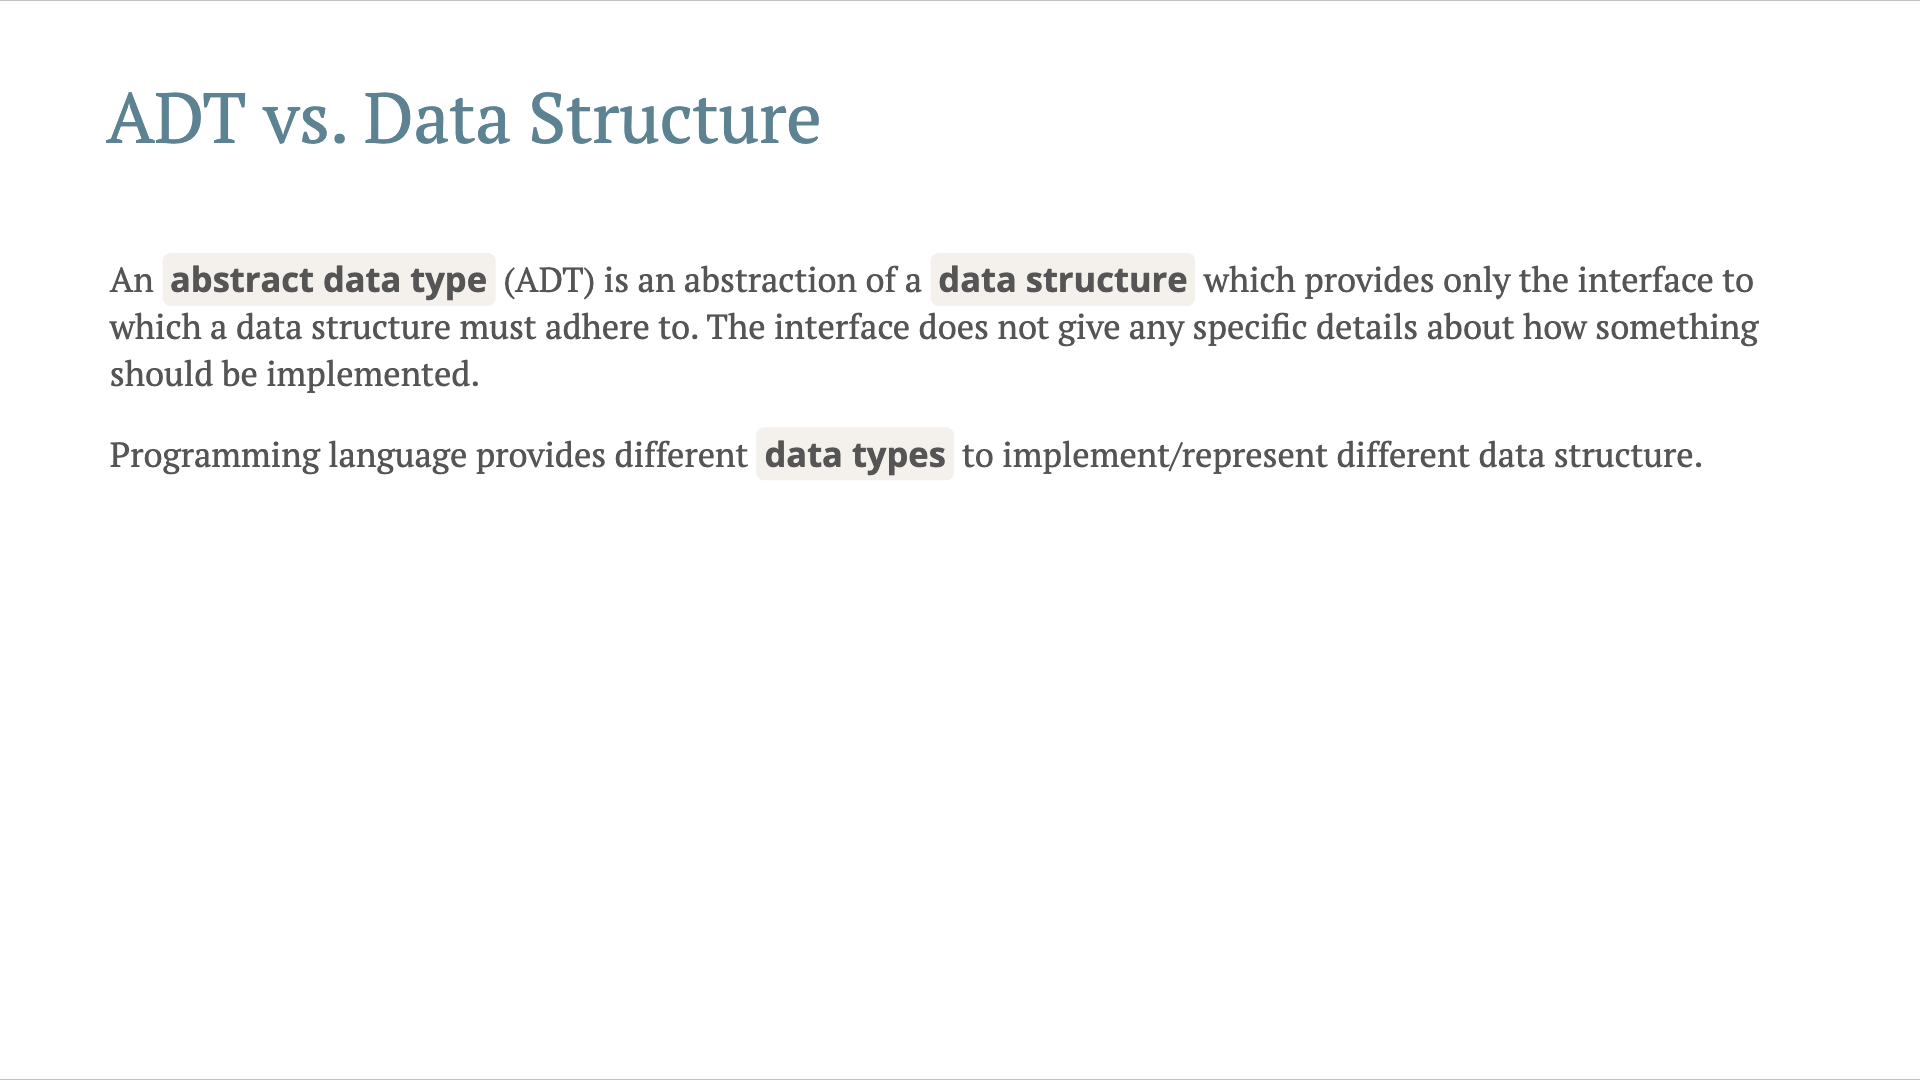 ADT vs. Data Structure
An abstract data type (ADT) is an abstraction of a data structure which provides only the interface to
which a data structure must adhere to. The interface does not give any specific details about how something
should be implemented.
Programming language provides different data types to implement/represent different data structure.